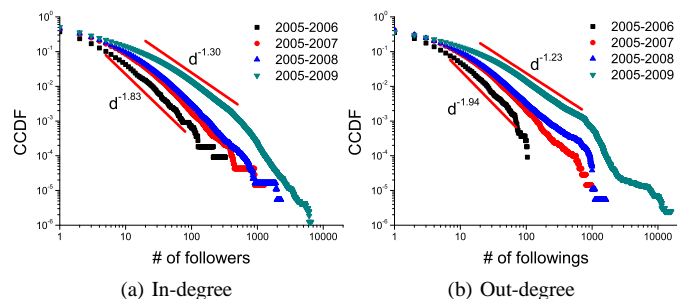 10^0
10^-1
10^-2
10^-3
10^-4
10^-5
10^-6
CCDF
1 10 100 1000 10000
# of followers
2005-2006
2005-2007
2005-2008
2005-2009
d^-1.30
d^-1.83
(a) In-degree
10^0
10^-1
10^-2
10^-3
10^-4
10^-5
10^-6
CCDF
1 10 100 1000 10000
# of followings
2005-2006
2005-2007
2005-2008
2005-2009
d^-1.23
d^-1.94
(b) Out-degree